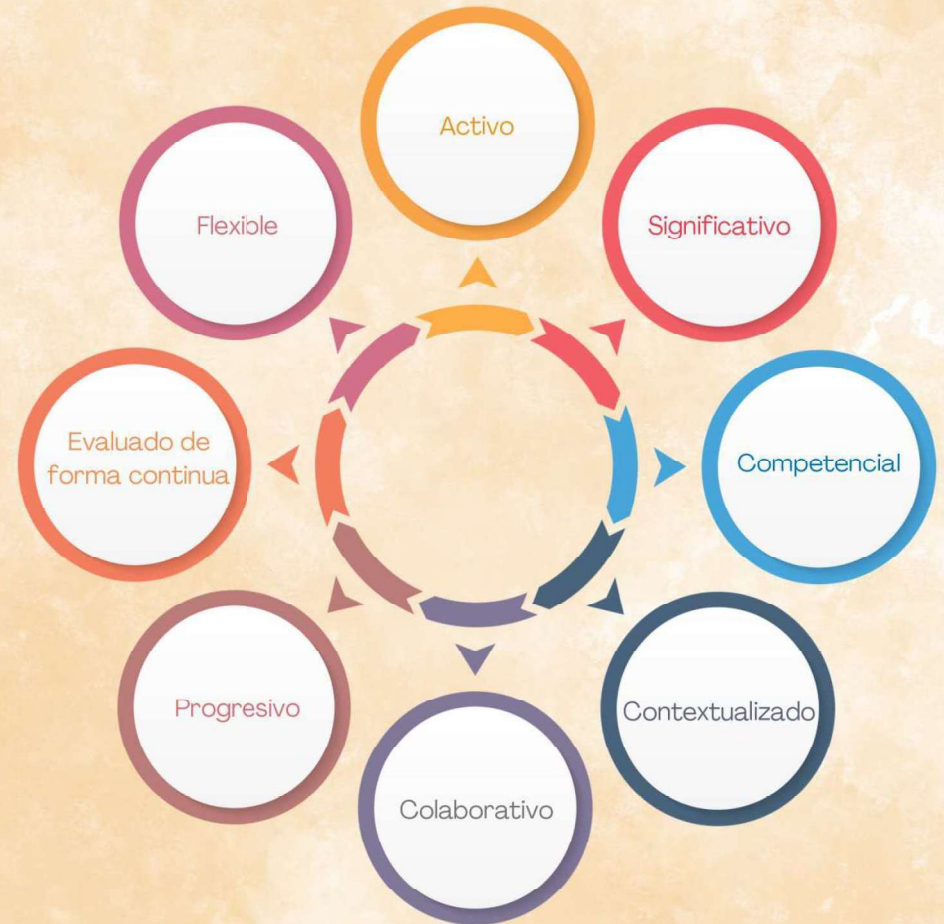 Activo
Significativo
Competencial
Contextualizado
Colaborativo
Progresivo
Evaluado de
forma continua
Flexible